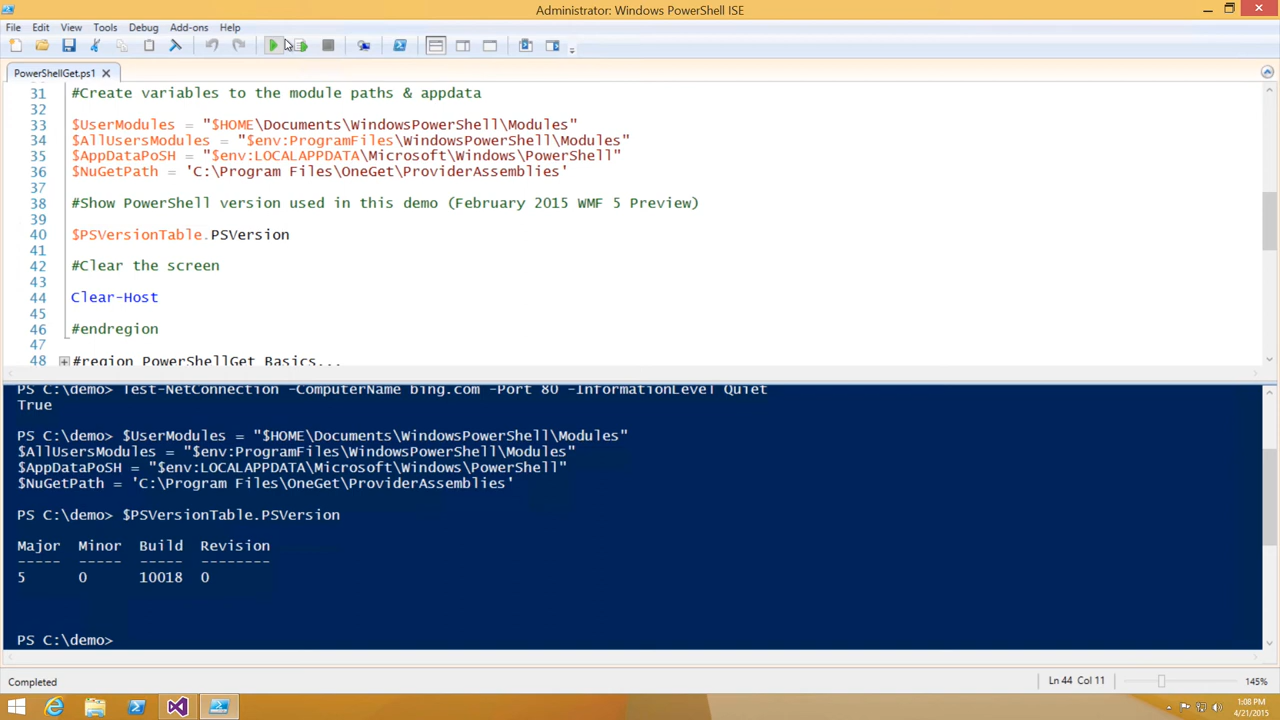 Administrator: Windows PowerShell ISE
File Edit View Tools Debug Add-ons Help
PowerShellGet.ps1
31 #Create variables to the module paths & appdata
32
33 $UserModules = "$HOME\Documents\WindowsPowerShell\Modules"
34 $AllUsersModules = "$env:ProgramFiles\WindowsPowerShell\Modules"
35 $AppDataPoSH = "$env:LOCALAPPDATA\Microsoft\Windows\PowerShell"
36 $NuGetPath = 'C:\Program Files\OneGet\ProviderAssemblies'
37
38 #Show PowerShell version used in this demo (February 2015 WMF 5 Preview)
39
40 $PSVersionTable.PSVersion
41
42 #Clear the screen
43
44 Clear-Host
45
46 #endregion
47
48 #region PowerShellGet Basics...
PS C:\demo> Test-NetConnection -ComputerName bing.com -Port 80 -InformationLevel Quiet
True
PS C:\demo> $UserModules = "$HOME\Documents\WindowsPowerShell\Modules"
$AllUsersModules = "$env:ProgramFiles\WindowsPowerShell\Modules"
$AppDataPoSH = "$env:LOCALAPPDATA\Microsoft\Windows\PowerShell"
$NuGetPath = 'C:\Program Files\OneGet\ProviderAssemblies'
PS C:\demo> $PSVersionTable.PSVersion
Major Minor Build Revision
----- ----- ----- --------
5 0 10018 0
PS C:\demo>
Completed
Ln 44 Col 11
145%
1:08 PM
4/21/2015